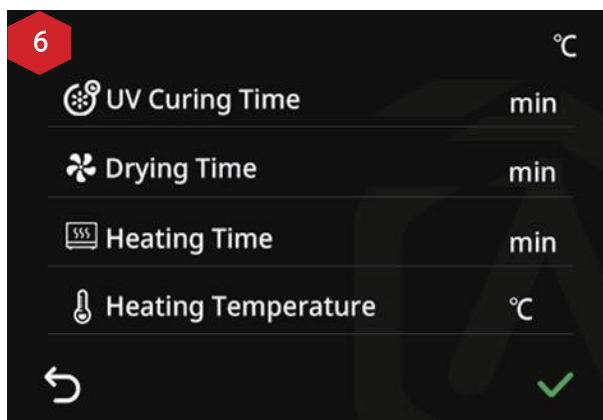 6
℃
UV Curing Time min
Drying Time min
Heating Time min
Heating Temperature ℃